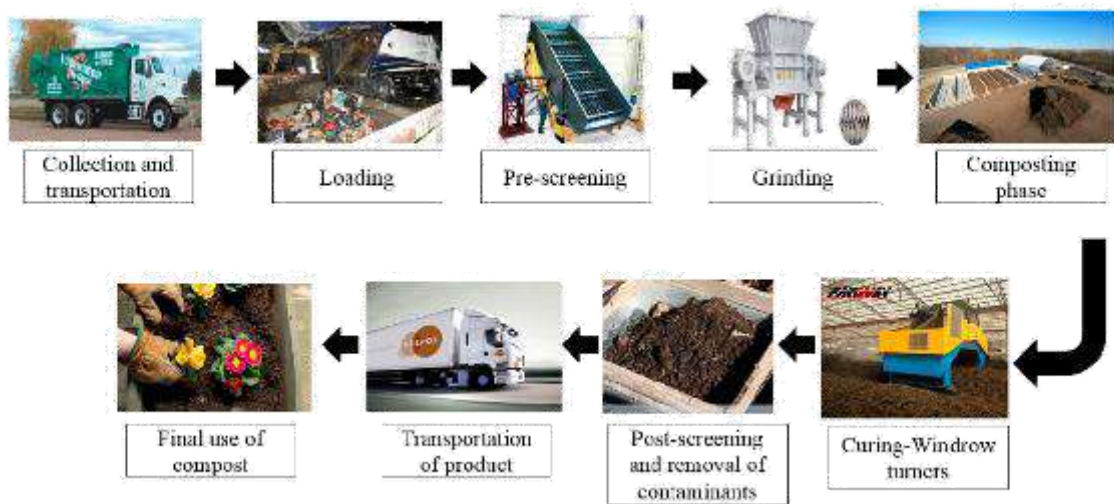 Collection and
transportation
Loading
Pre-screening
Grinding
Composting
phase
Final use of
compost
Transportation
of product
Post-screening
and removal of
contaminants
Curing-Windrow
turners